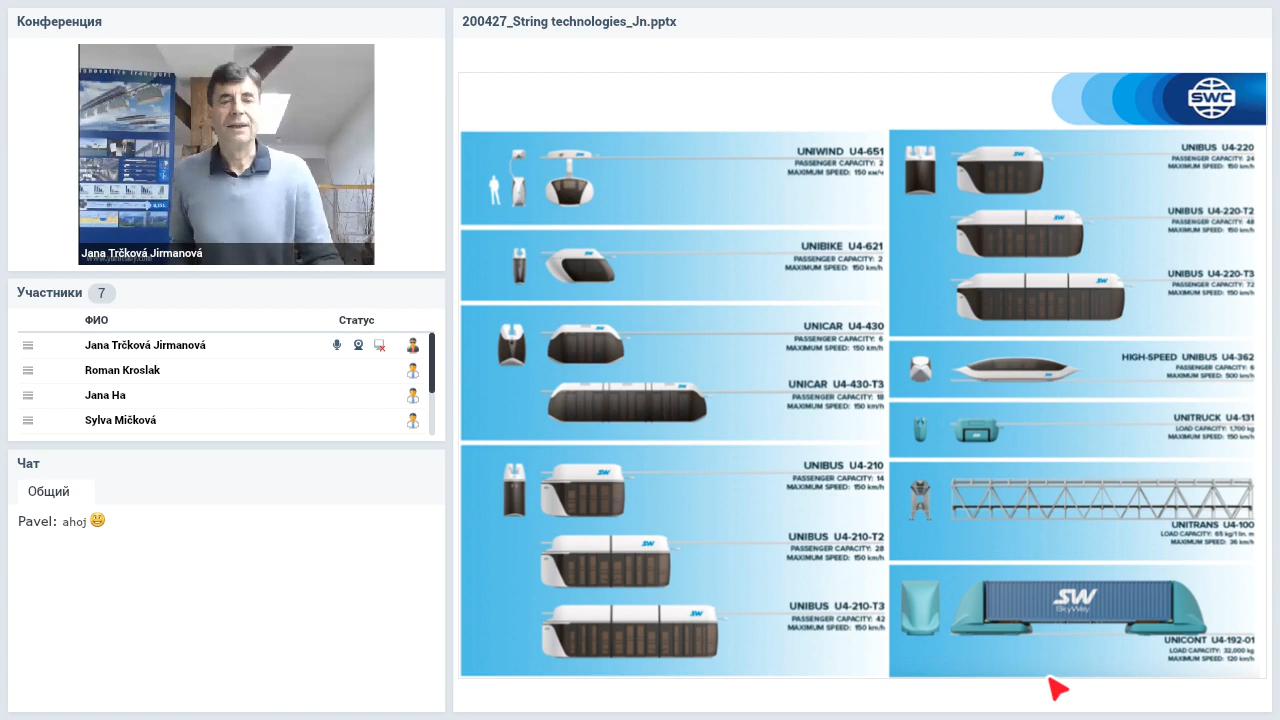 Конференция
innovative transport
Jana Trčková Jirmanová
Участники 7
ФИО Статус
Jana Trčková Jirmanová
Roman Kroslak
Jana Ha
Sylva Mičková
Чат
Общий
Pavel: ahoj
200427_String technologies_Jn.pptx
SWC
UNIWIND U4-651
PASSENGER CAPACITY: 2
MAXIMUM SPEED: 150 км/ч
UNIBIKE U4-621
PASSENGER CAPACITY: 2
MAXIMUM SPEED: 150 km/h
UNICAR U4-430
PASSENGER CAPACITY: 6
MAXIMUM SPEED: 150 km/h
UNICAR U4-430-T3
PASSENGER CAPACITY: 18
MAXIMUM SPEED: 150 km/h
UNIBUS U4-210
PASSENGER CAPACITY: 14
MAXIMUM SPEED: 150 km/h
UNIBUS U4-210-T2
PASSENGER CAPACITY: 28
MAXIMUM SPEED: 150 km/h
UNIBUS U4-210-T3
PASSENGER CAPACITY: 42
MAXIMUM SPEED: 150 km/h
UNIBUS U4-220
PASSENGER CAPACITY: 24
MAXIMUM SPEED: 150 km/h
UNIBUS U4-220-T2
PASSENGER CAPACITY: 48
MAXIMUM SPEED: 150 km/h
UNIBUS U4-220-T3
PASSENGER CAPACITY: 72
MAXIMUM SPEED: 150 km/h
HIGH-SPEED UNIBUS U4-362
PASSENGER CAPACITY: 6
MAXIMUM SPEED: 500 km/h
UNITRUCK U4-131
LOAD CAPACITY: 1,700 kg
MAXIMUM SPEED: 150 km/h
UNITRANS U4-100
LOAD CAPACITY: 65 kg/1 lin. m
MAXIMUM SPEED: 36 km/h
SW
SkyWay
UNICONT U4-192-01
LOAD CAPACITY: 32,000 kg
MAXIMUM SPEED: 120 km/h